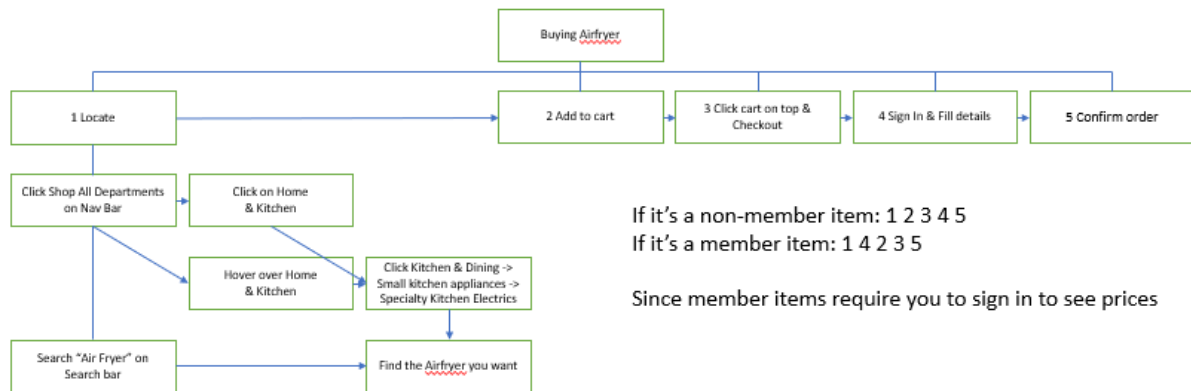 Buying Airfryer
1 Locate
2 Add to cart
3 Click cart on top &
Checkout
4 Sign In & Fill details
5 Confirm order
Click Shop All Departments
on Nav Bar
Click on Home
& Kitchen
Hover over Home
& Kitchen
Click Kitchen & Dining ->
Small kitchen appliances ->
Specialty Kitchen Electrics
Search “Air Fryer” on
Search bar
Find the Airfryer you want
If it’s a non-member item: 1 2 3 4 5
If it’s a member item: 1 4 2 3 5
Since member items require you to sign in to see prices